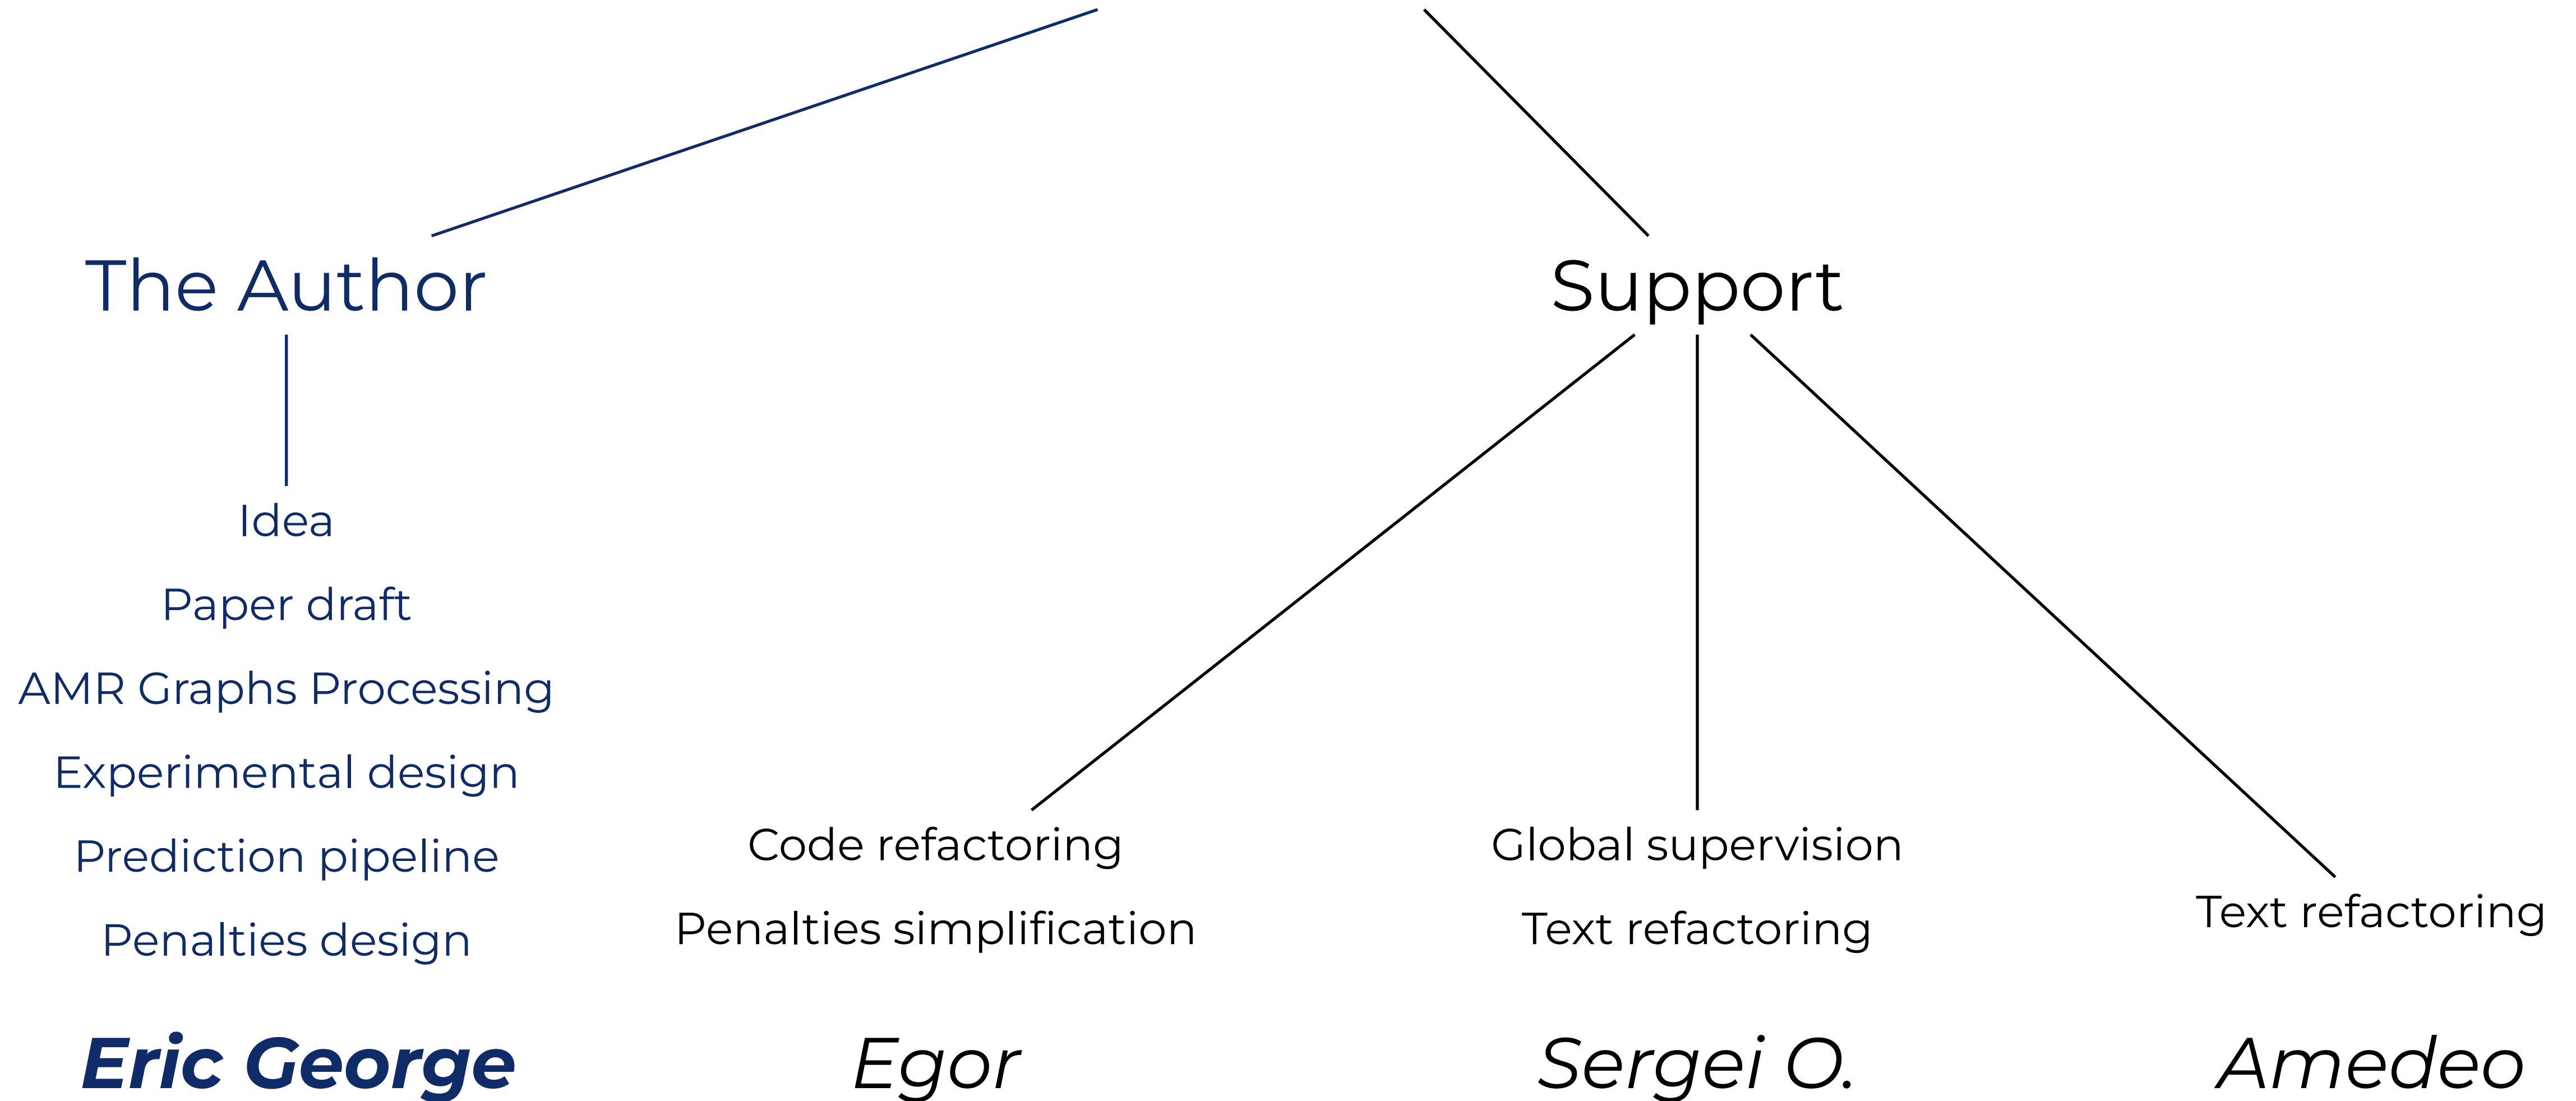 The Author
Support
Idea
Paper draft
AMR Graphs Processing
Experimental design
Prediction pipeline
Penalties design
Eric George
Code refactoring
Penalties simplification
Egor
Global supervision
Text refactoring
Sergei O.
Text refactoring
Amedeo